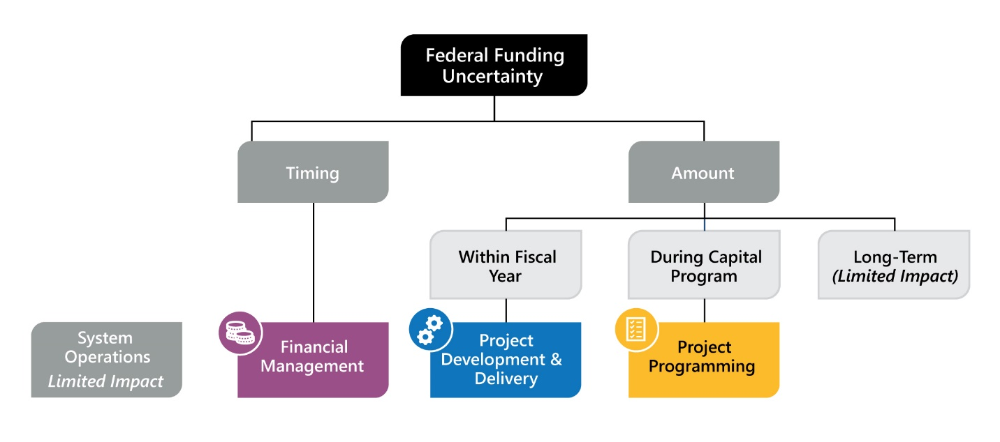 Federal Funding
Uncertainty
Timing
Amount
Within Fiscal
Year
During Capital
Program
Long-Term
(Limited Impact)
System
Operations
Limited Impact
Financial
Management
Project
Development &
Delivery
Project
Programming